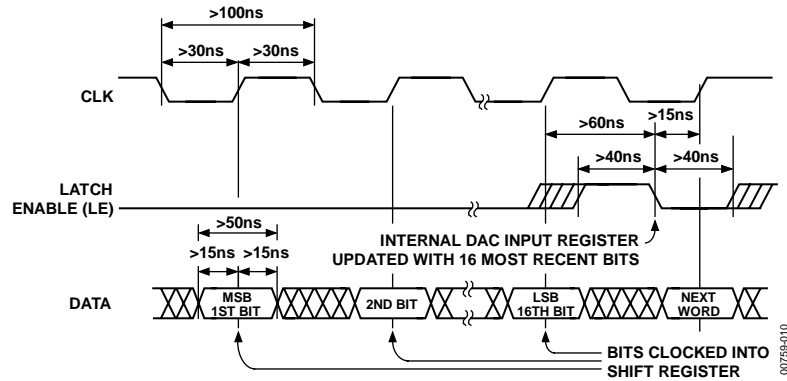 >100ns
>30ns >30ns
CLK
>60ns >15ns
>40ns >40ns
LATCH
ENABLE (LE)
>50ns
>15ns >15ns
INTERNAL DAC INPUT REGISTER
UPDATED WITH 16 MOST RECENT BITS
DATA
MSB
1ST BIT
2ND BIT
LSB
16TH BIT
NEXT
WORD
BITS CLOCKED INTO
SHIFT REGISTER
00759-010